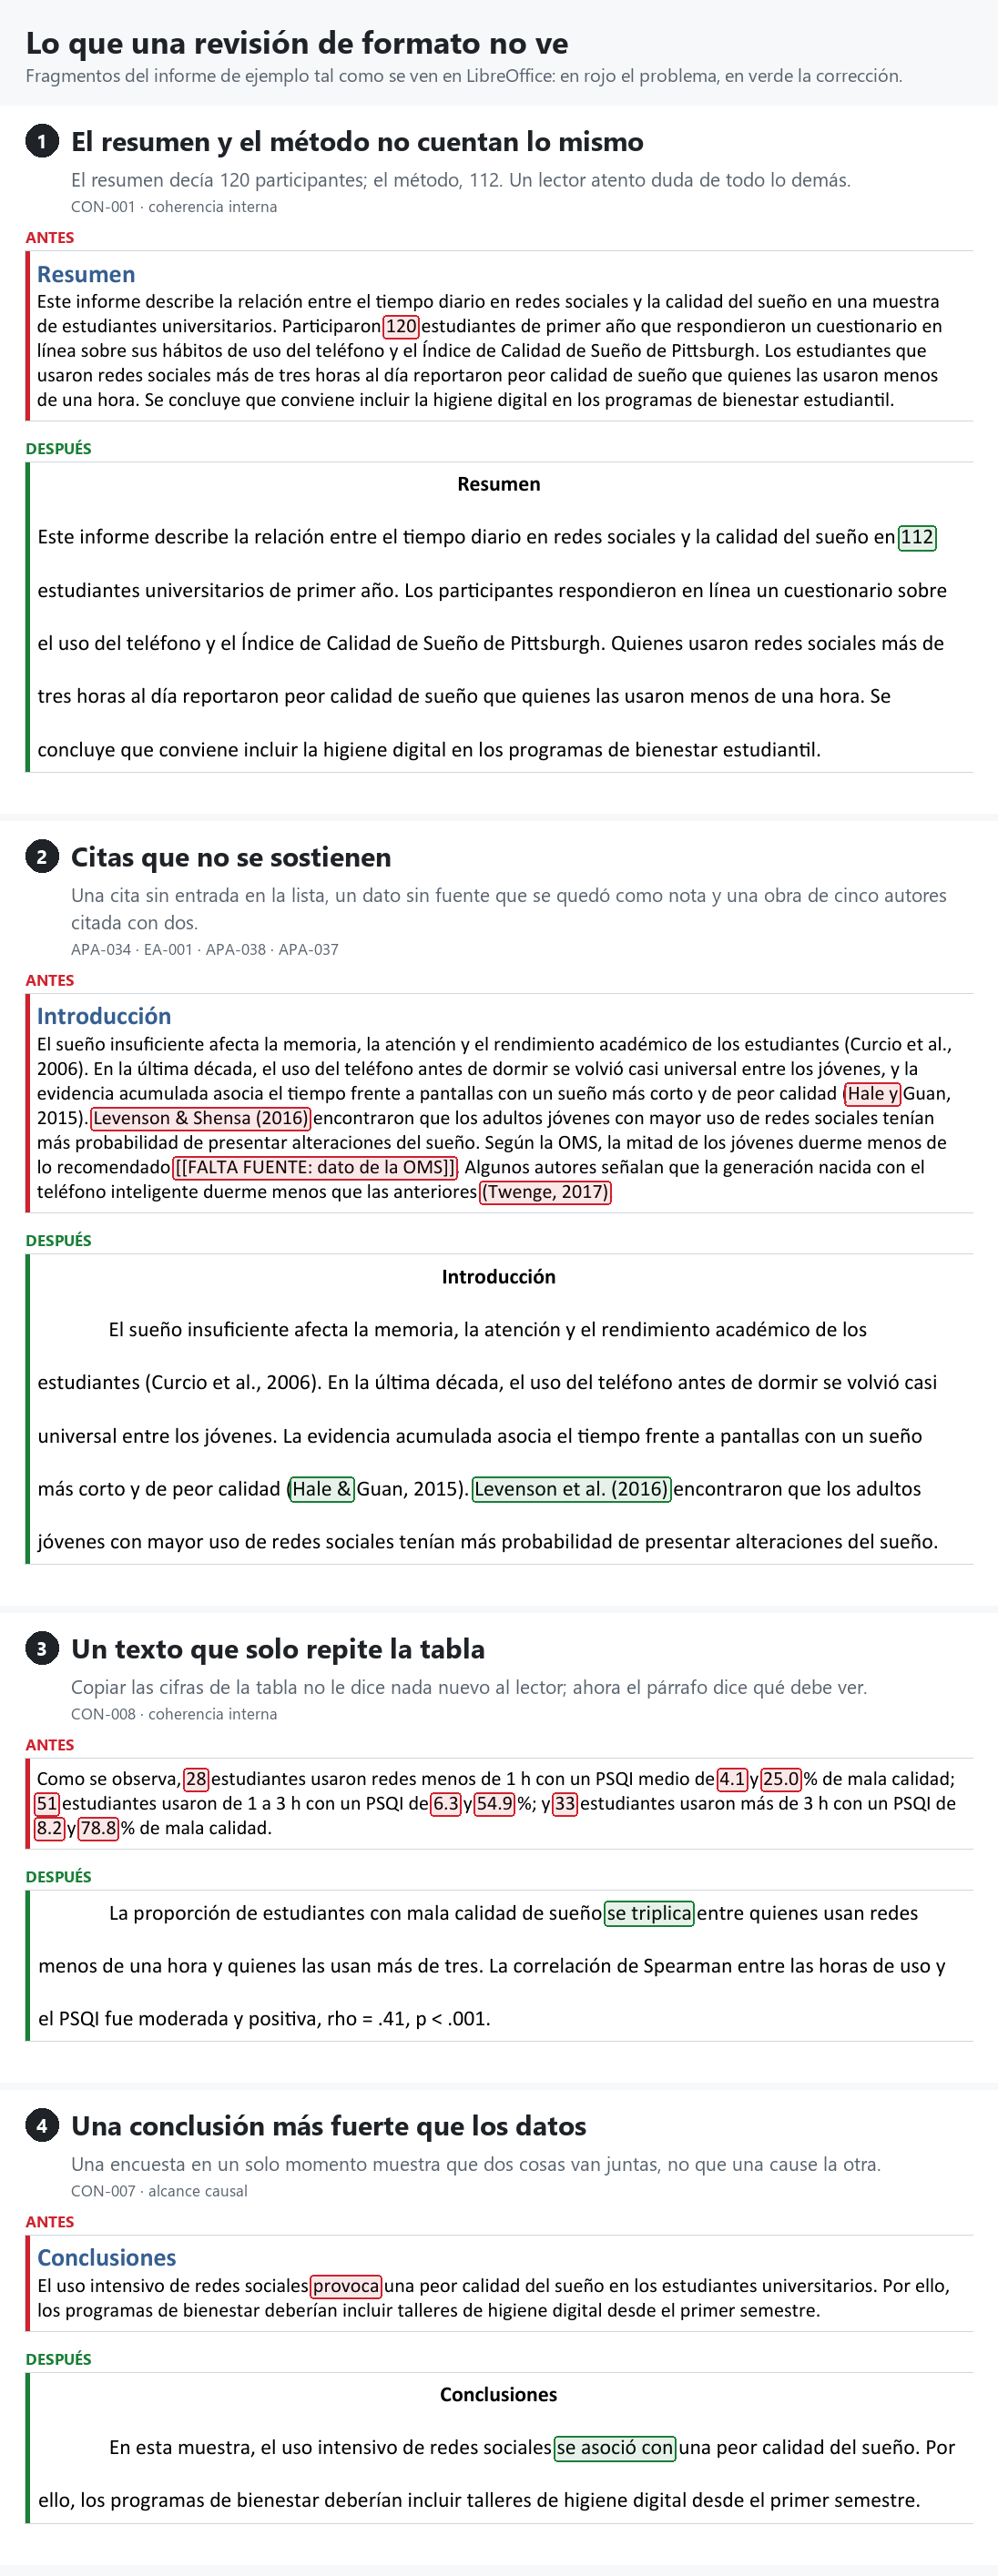 Lo que una revisión de formato no ve
Fragmentos del informe de ejemplo tal como se ven en LibreOffice: en rojo el problema, en verde la corrección.
1 El resumen y el método no cuentan lo mismo
El resumen decía 120 participantes; el método, 112. Un lector atento duda de todo lo demás.
CON-001 · coherencia interna
ANTES
Resumen
Este informe describe la relación entre el tiempo diario en redes sociales y la calidad del sueño en una muestra
de estudiantes universitarios. Participaron 120 estudiantes de primer año que respondieron un cuestionario en
línea sobre sus hábitos de uso del teléfono y el Índice de Calidad de Sueño de Pittsburgh. Los estudiantes que
usaron redes sociales más de tres horas al día reportaron peor calidad de sueño que quienes las usaron menos
de una hora. Se concluye que conviene incluir la higiene digital en los programas de bienestar estudiantil.
DESPUÉS
Resumen
Este informe describe la relación entre el tiempo diario en redes sociales y la calidad del sueño en 112
estudiantes universitarios de primer año. Los participantes respondieron en línea un cuestionario sobre
el uso del teléfono y el Índice de Calidad de Sueño de Pittsburgh. Quienes usaron redes sociales más de
tres horas al día reportaron peor calidad de sueño que quienes las usaron menos de una hora. Se
concluye que conviene incluir la higiene digital en los programas de bienestar estudiantil.
2 Citas que no se sostienen
Una cita sin entrada en la lista, un dato sin fuente que se quedó como nota y una obra de cinco autores
citada con dos.
APA-034 · EA-001 · APA-038 · APA-037
ANTES
Introducción
El sueño insuficiente afecta la memoria, la atención y el rendimiento académico de los estudiantes (Curcio et al.,
2006). En la última década, el uso del teléfono antes de dormir se volvió casi universal entre los jóvenes, y la
evidencia acumulada asocia el tiempo frente a pantallas con un sueño más corto y de peor calidad (Hale y Guan,
2015). Levenson & Shensa (2016) encontraron que los adultos jóvenes con mayor uso de redes sociales tenían
más probabilidad de presentar alteraciones del sueño. Según la OMS, la mitad de los jóvenes duerme menos de
lo recomendado [[FALTA FUENTE: dato de la OMS]]. Algunos autores señalan que la generación nacida con el
teléfono inteligente duerme menos que las anteriores (Twenge, 2017)
DESPUÉS
Introducción
El sueño insuficiente afecta la memoria, la atención y el rendimiento académico de los
estudiantes (Curcio et al., 2006). En la última década, el uso del teléfono antes de dormir se volvió casi
universal entre los jóvenes. La evidencia acumulada asocia el tiempo frente a pantallas con un sueño
más corto y de peor calidad (Hale & Guan, 2015). Levenson et al. (2016) encontraron que los adultos
jóvenes con mayor uso de redes sociales tenían más probabilidad de presentar alteraciones del sueño.
3 Un texto que solo repite la tabla
Copiar las cifras de la tabla no le dice nada nuevo al lector; ahora el párrafo dice qué debe ver.
CON-008 · coherencia interna
ANTES
Como se observa, 28 estudiantes usaron redes menos de 1 h con un PSQI medio de 4.1 y 25.0 % de mala calidad;
51 estudiantes usaron de 1 a 3 h con un PSQI de 6.3 y 54.9 %; y 33 estudiantes usaron más de 3 h con un PSQI de
8.2 y 78.8 % de mala calidad.
DESPUÉS
La proporción de estudiantes con mala calidad de sueño se triplica entre quienes usan redes
menos de una hora y quienes las usan más de tres. La correlación de Spearman entre las horas de uso y
el PSQI fue moderada y positiva, rho = .41, p < .001.
4 Una conclusión más fuerte que los datos
Una encuesta en un solo momento muestra que dos cosas van juntas, no que una cause la otra.
CON-007 · alcance causal
ANTES
Conclusiones
El uso intensivo de redes sociales provoca una peor calidad del sueño en los estudiantes universitarios. Por ello,
los programas de bienestar deberían incluir talleres de higiene digital desde el primer semestre.
DESPUÉS
Conclusiones
En esta muestra, el uso intensivo de redes sociales se asoció con una peor calidad del sueño. Por
ello, los programas de bienestar deberían incluir talleres de higiene digital desde el primer semestre.